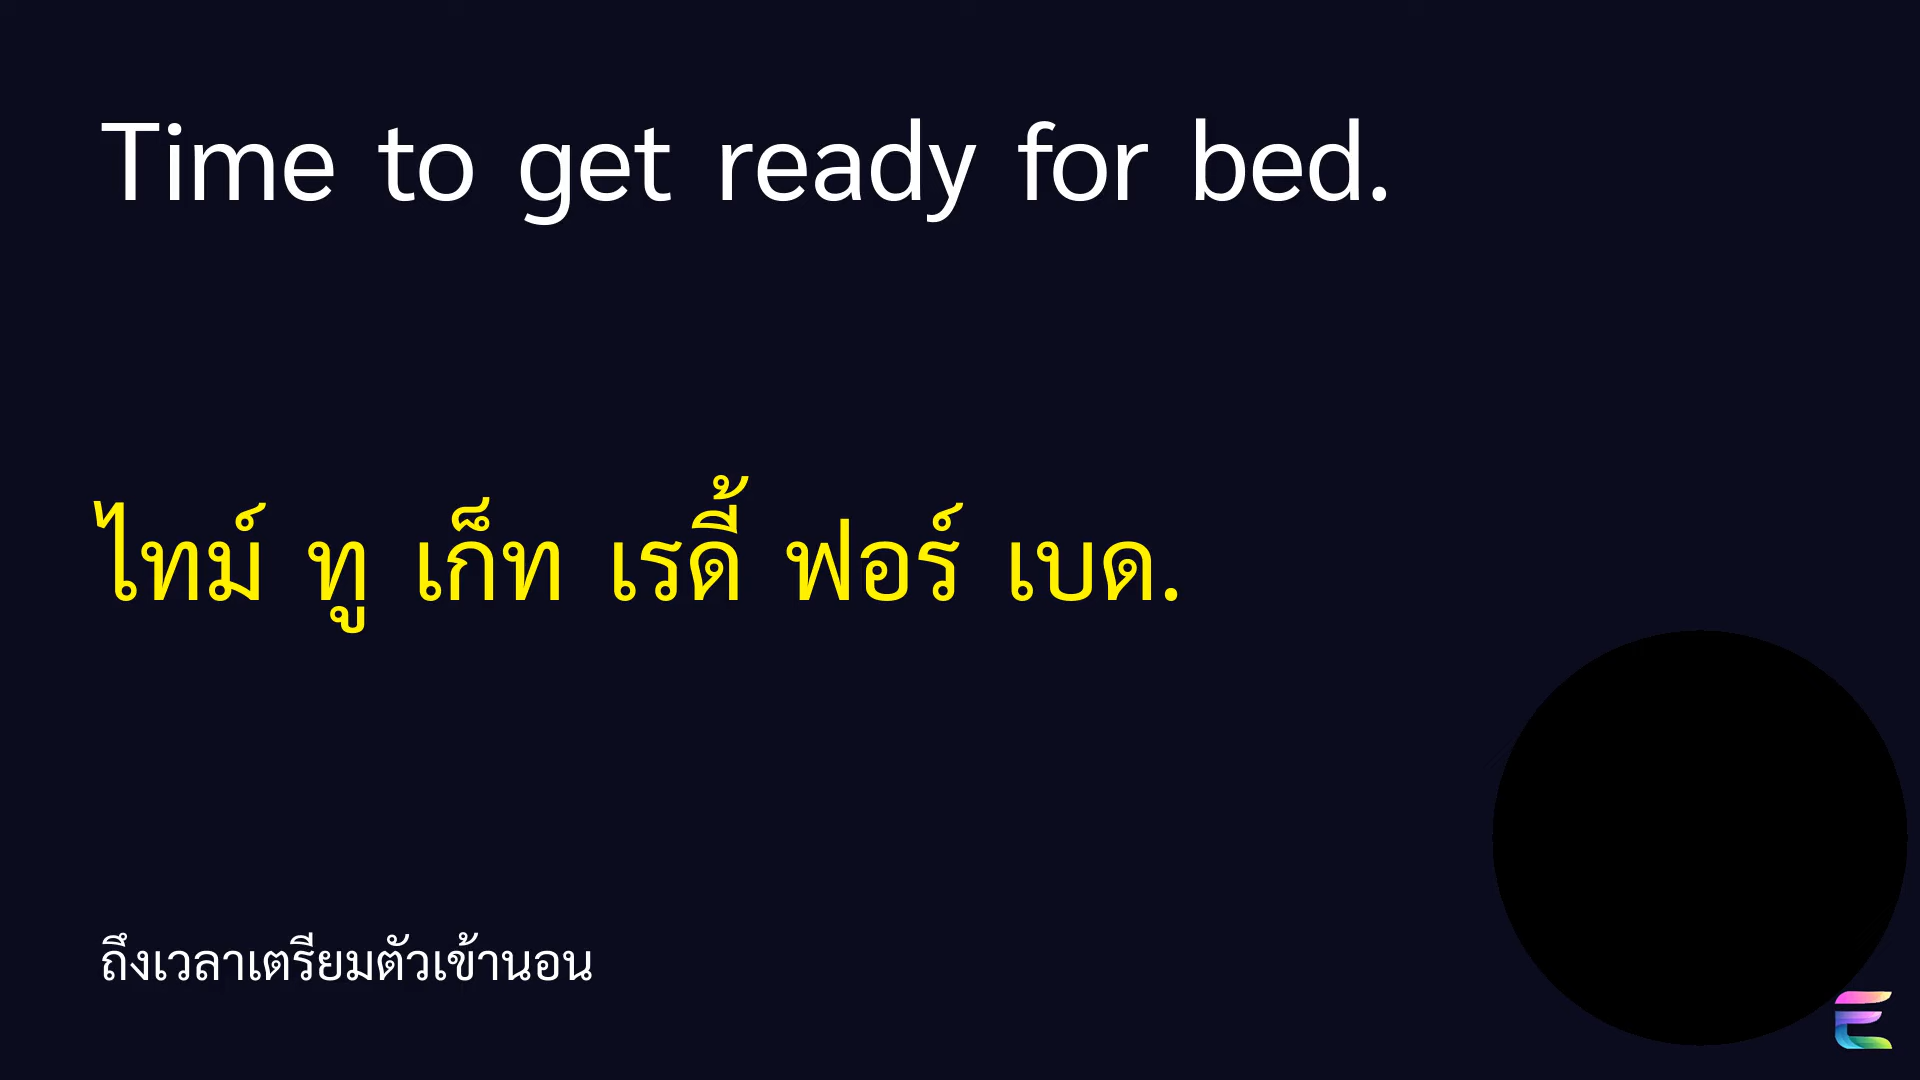 Time to get ready for bed.
ไทม์ ทู เก็ท เรดี้ ฟอร์ เบด.
ถึงเวลาเตรียมตัวเข้านอน